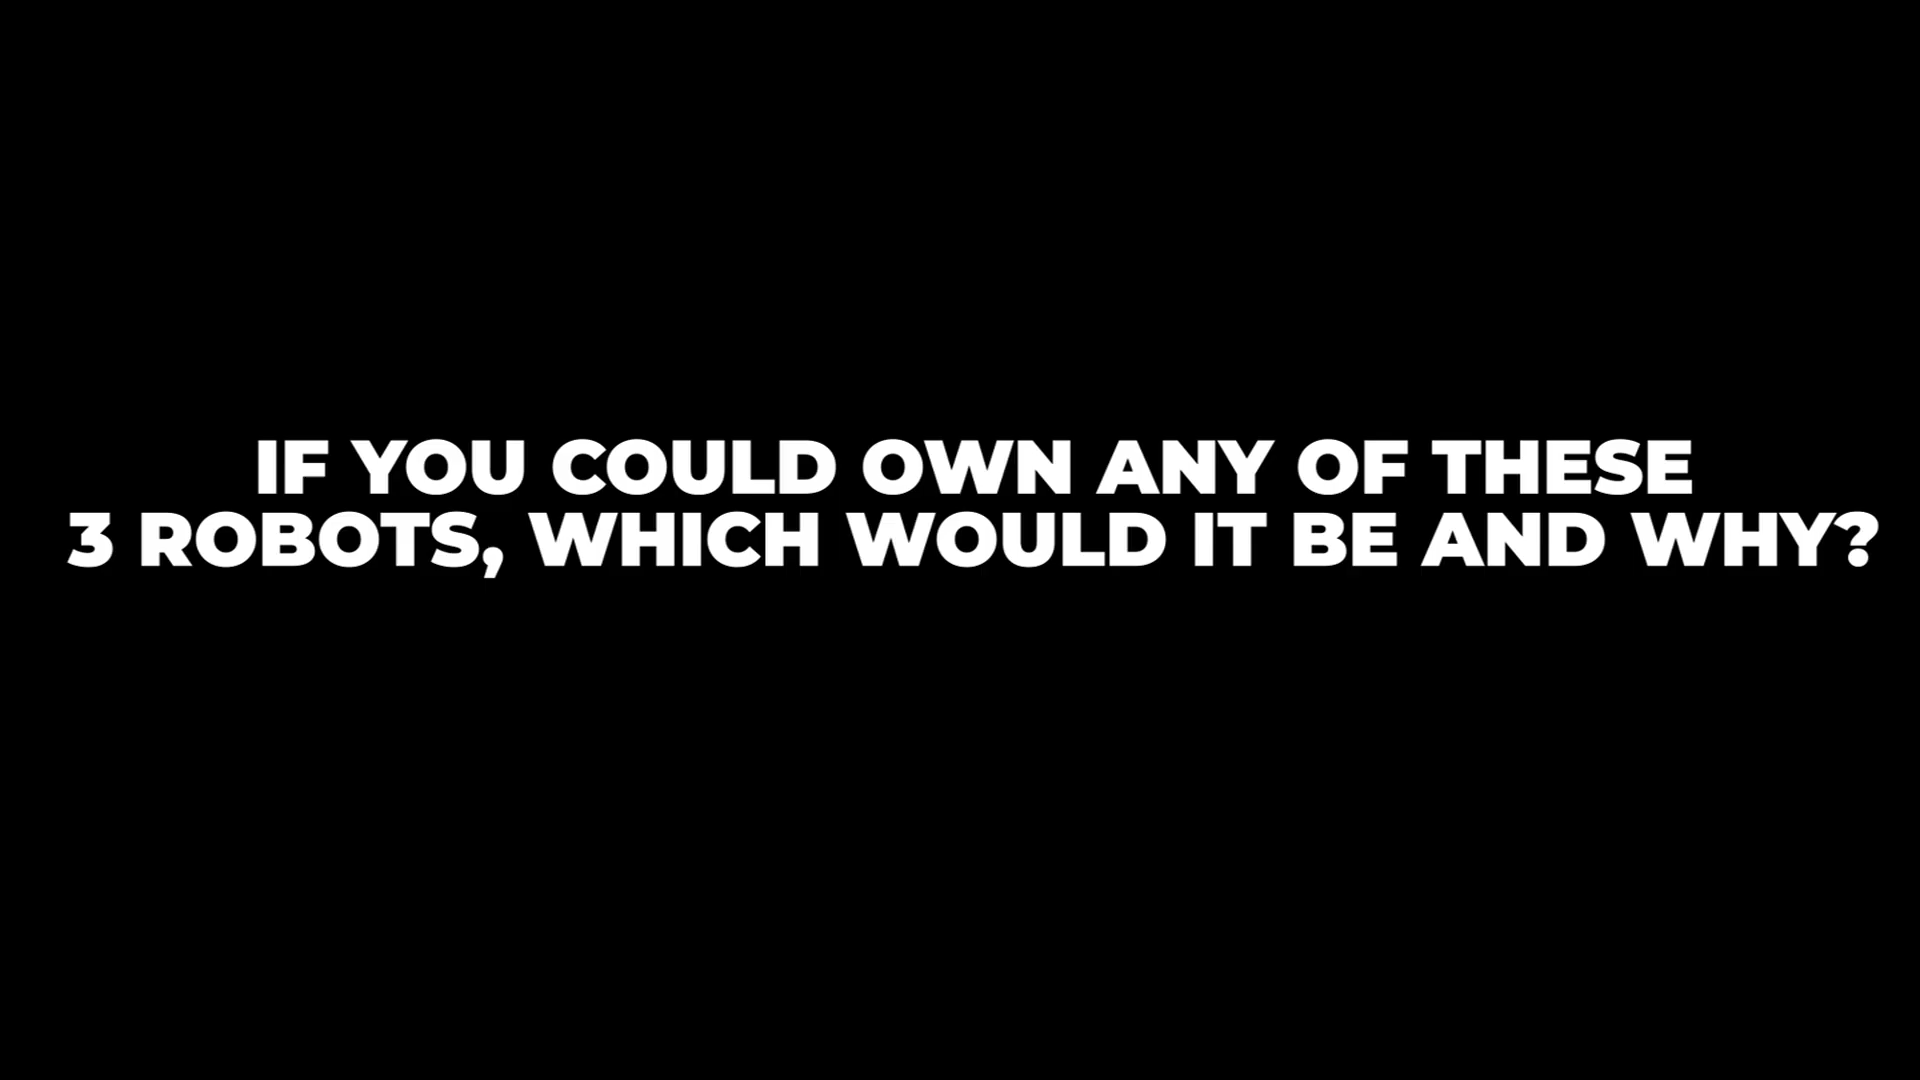 IF YOU COULD OWN ANY OF THESE
3 ROBOTS, WHICH WOULD IT BE AND WHY?